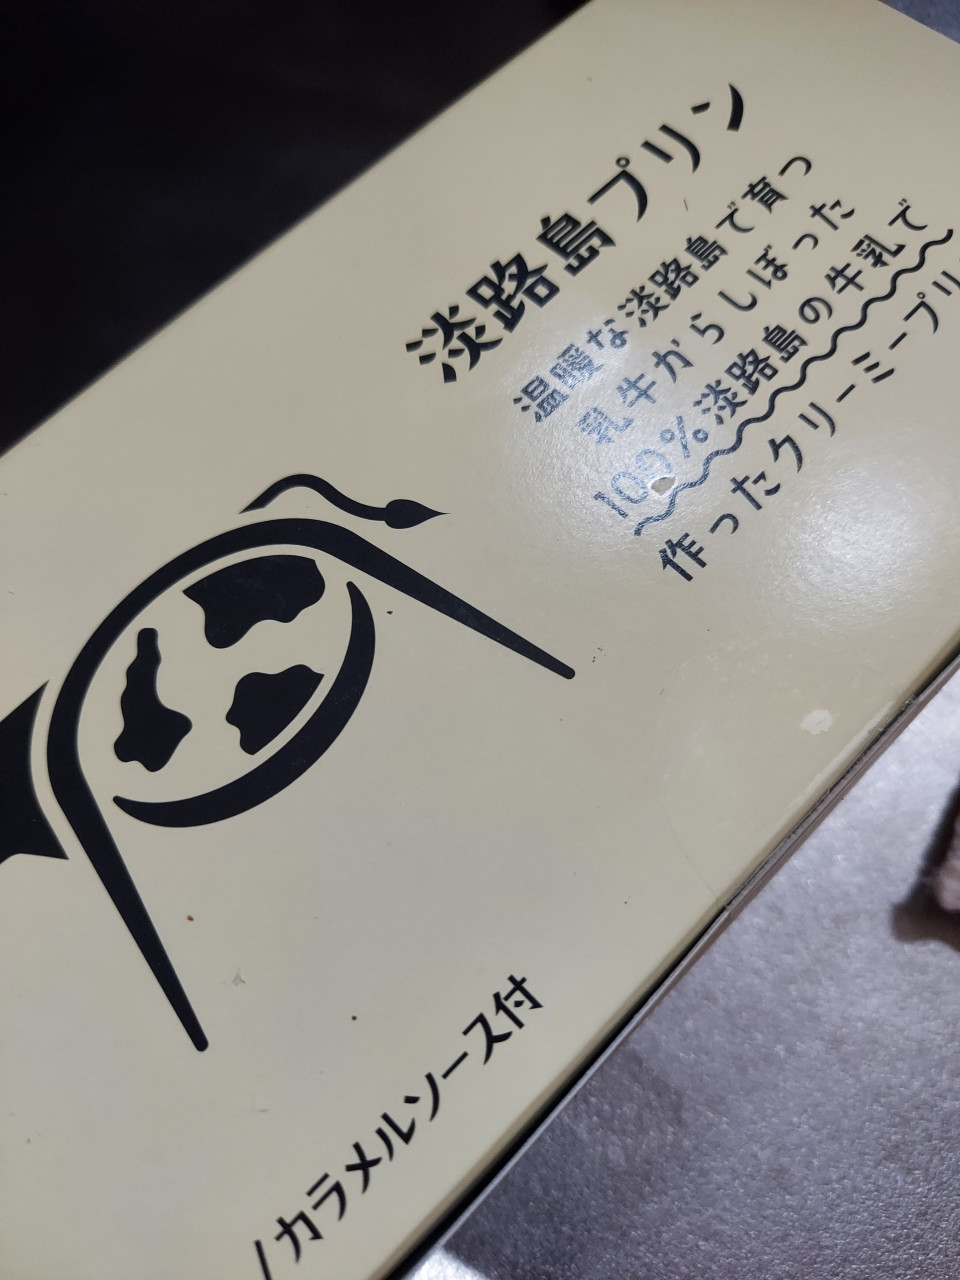 淡路島プリン
温暖な淡路島で育つ
乳牛からしぼった
100%淡路島の牛乳で
作ったクリーミープリ
/カラメルソース付